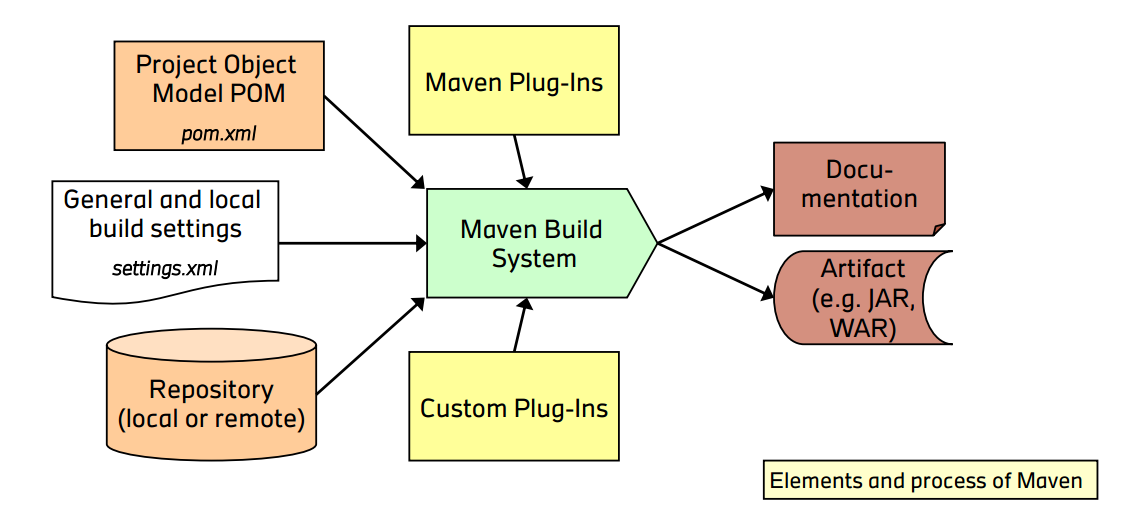 Project Object
Model POM
pom.xml
Maven Plug-Ins
General and local
build settings
settings.xml
Maven Build
System
Docu-
mentation
Artifact
(e.g. JAR,
WAR)
Repository
(local or remote)
Custom Plug-Ins
Elements and process of Maven